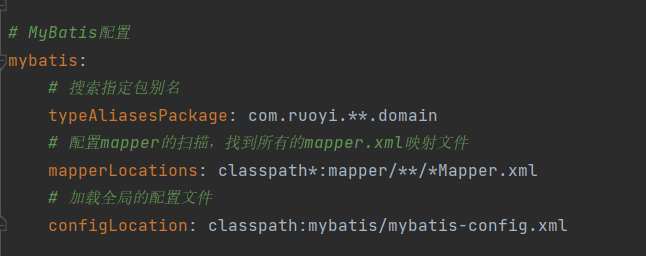 # MyBatis配置
mybatis:
    # 搜索指定包别名
    typeAliasesPackage: com.ruoyi.**.domain
    # 配置mapper的扫描，找到所有的mapper.xml映射文件
    mapperLocations: classpath*:mapper/**/*Mapper.xml
    # 加载全局的配置文件
    configLocation: classpath:mybatis/mybatis-config.xml